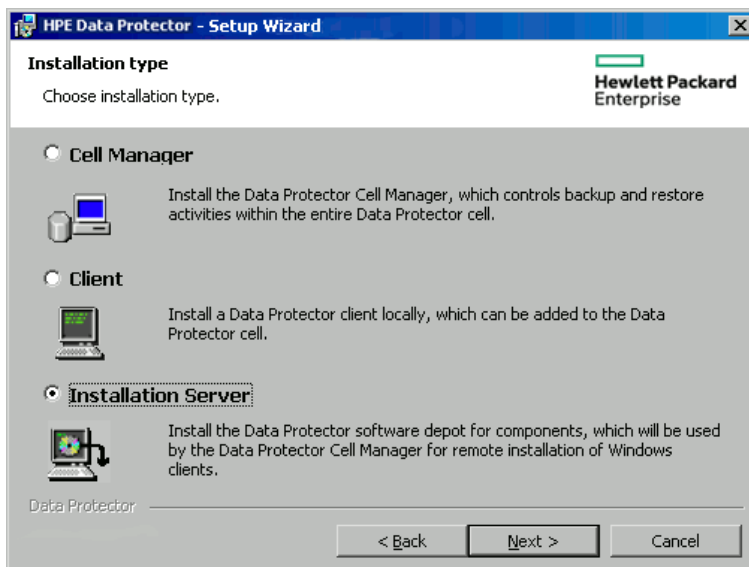 HPE Data Protector - Setup Wizard
Installation type
Choose installation type.
Hewlett Packard
Enterprise
Cell Manager
Install the Data Protector Cell Manager, which controls backup and restore
activities within the entire Data Protector cell.
Client
Install a Data Protector client locally, which can be added to the Data
Protector cell.
Installation Server
Install the Data Protector software depot for components, which will be used
by the Data Protector Cell Manager for remote installation of Windows
clients.
Data Protector
< Back
Next >
Cancel